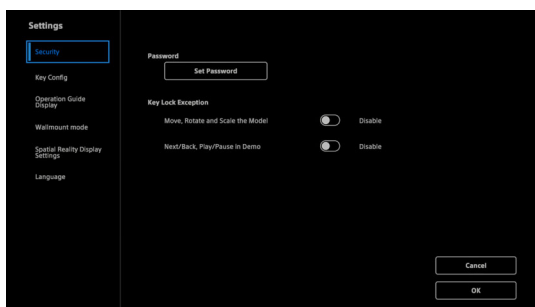 Settings
Security
Key Config
Operation Guide
Display
Wallmount mode
Spatial Reality Display
Settings
Language
Password
Set Password
Key Lock Exception
Move, Rotate and Scale the Model
Disable
Next/Back, Play/Pause in Demo
Disable
Cancel
OK